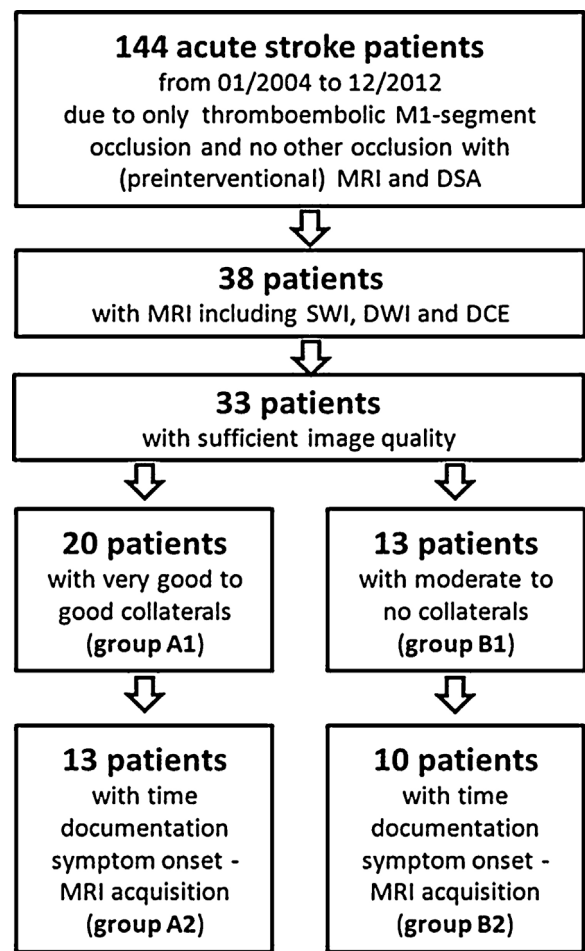 144 acute stroke patients
from 01/2004 to 12/2012
due to only thromboembolic M1-segment
occlusion and no other occlusion with
(preinterventional) MRI and DSA
38 patients
with MRI including SWI, DWI and DCE
33 patients
with sufficient image quality
20 patients
with very good to
good collaterals
(group A1)
13 patients
with moderate to
no collaterals
(group B1)
13 patients
with time
documentation
symptom onset -
MRI acquisition
(group A2)
10 patients
with time
documentation
symptom onset -
MRI acquisition
(group B2)